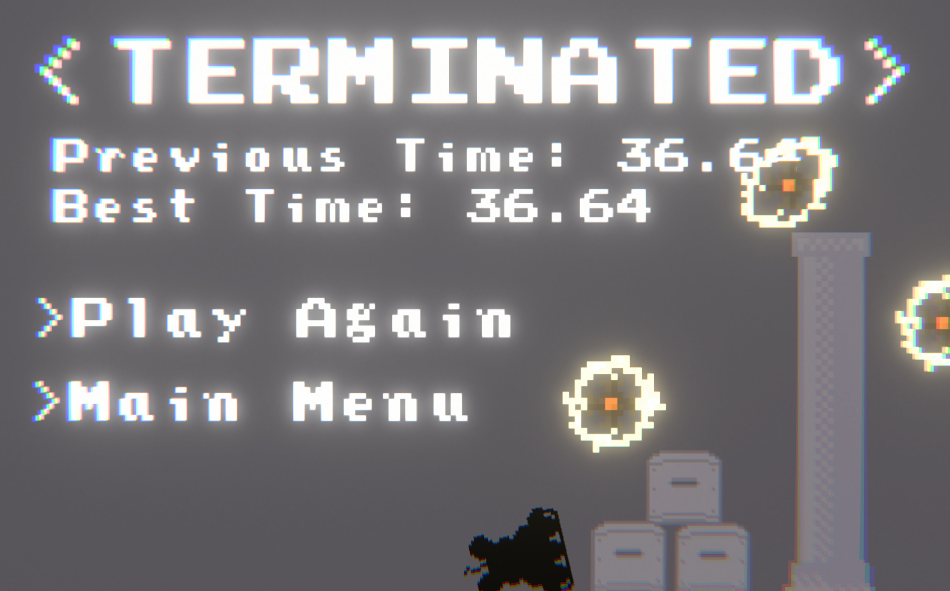 <TERMINATED>
Previous Time: 36.64
Best Time: 36.64
>Play Again
>Main Menu